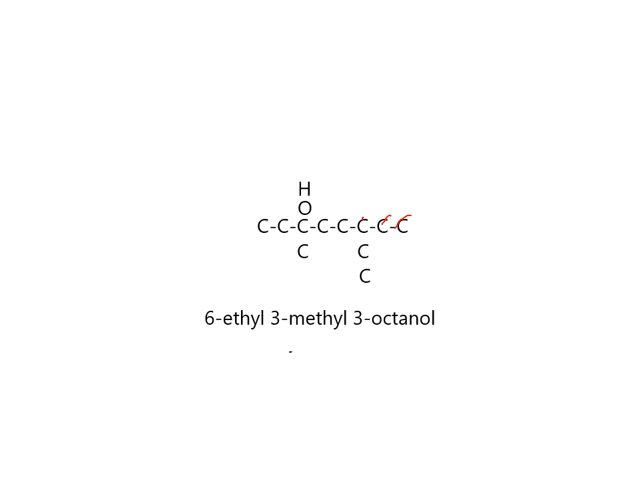 H
O
C-C-C-C-C-C-C-C
C C
C
6-ethyl 3-methyl 3-octanol